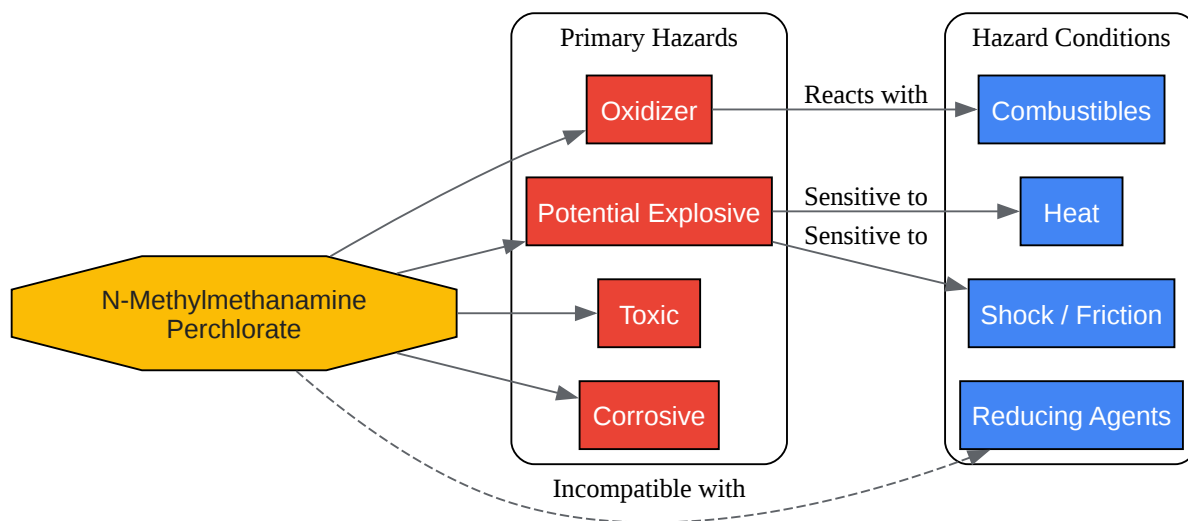 Primary Hazards
Hazard Conditions
Oxidizer
Reacts with
Combustibles
Potential Explosive
Sensitive to
Heat
Sensitive to
N-Methylmethanamine
Perchlorate
Toxic
Shock / Friction
Corrosive
Reducing Agents
Incompatible with